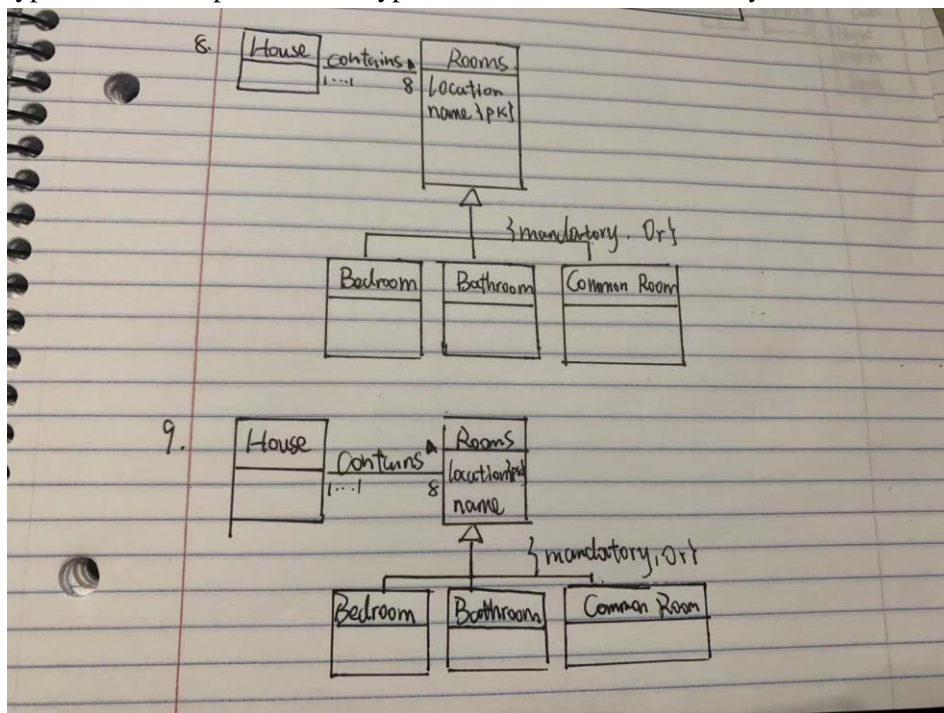 8.
House
contains
1...1
8
Rooms
location
name {PK}
{mandatory, Or}
Bedroom
Bathroom
Common Room
9.
House
Contains
1...1
8
Rooms
location{PK}
name
{mandatory, Or}
Bedroom
Bathroom
Common Room